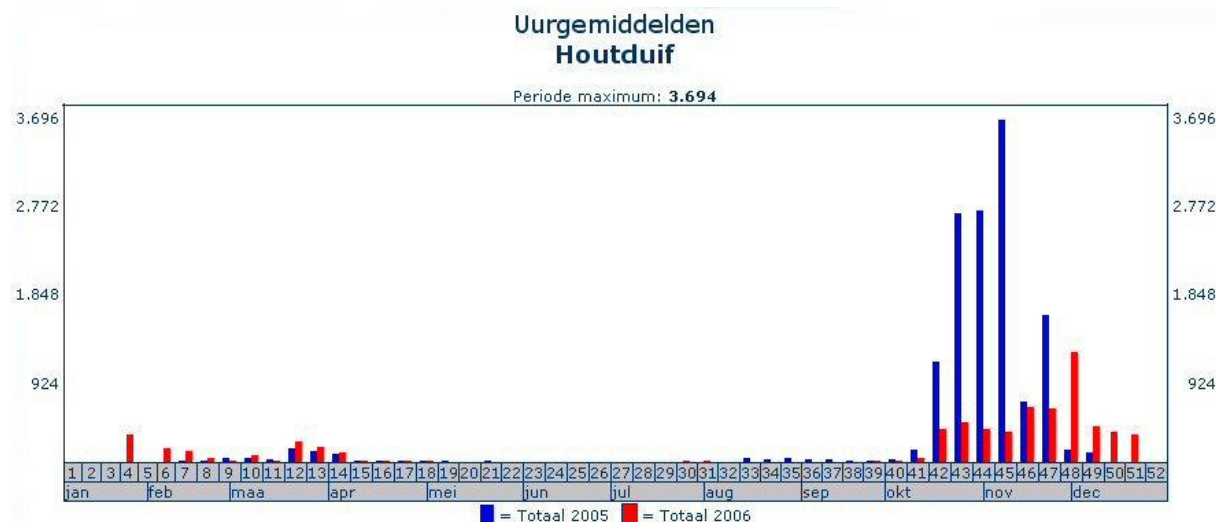 Uurgemiddelden
Houtduif
Periode maximum: 3.694
3.696 3.696
2.772 2.772
1.848 1.848
924 924
1 2 3 4 5 6 7 8 9 10 11 12 13 14 15 16 17 18 19 20 21 22 23 24 25 26 27 28 29 30 31 32 33 34 35 36 37 38 39 40 41 42 43 44 45 46 47 48 49 50 51 52
jan feb maa apr mei jun jul aug sep okt nov dec
= Totaal 2005 = Totaal 2006